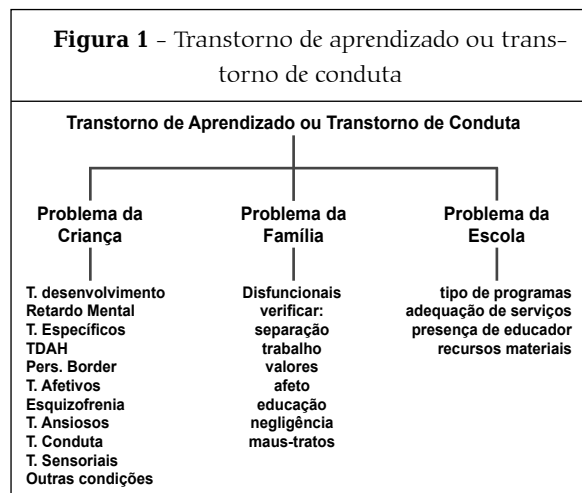 Figura 1 – Transtorno de aprendizado ou trans-
torno de conduta
Transtorno de Aprendizado ou Transtorno de Conduta
Problema da
Criança
T. desenvolvimento
Retardo Mental
T. Específicos
TDAH
Pers. Border
T. Afetivos
Esquizofrenia
T. Ansiosos
T. Conduta
T. Sensoriais
Outras condições
Problema da
Família
Disfuncionais
verificar:
separação
trabalho
valores
afeto
educação
negligência
maus-tratos
Problema da
Escola
tipo de programas
adequação de serviços
presença de educador
recursos materiais